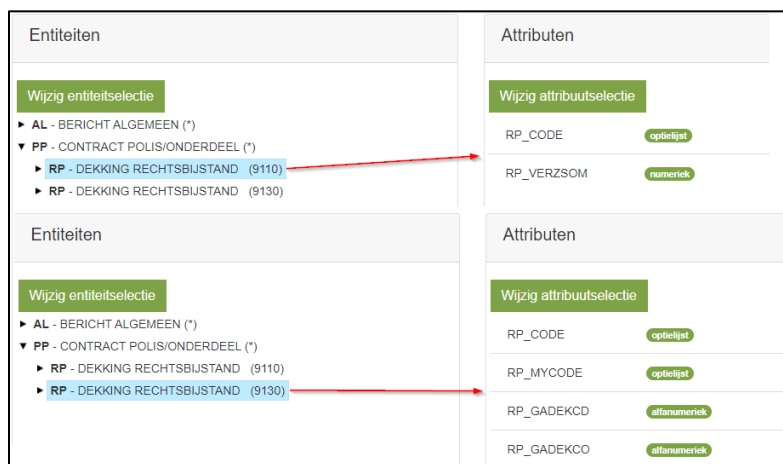 Entiteiten
Wijzig entiteitselectie
► AL - BERICHT ALGEMEEN (*)
▼ PP - CONTRACT POLIS/ONDERDEEL (*)
► RP - DEKKING RECHTSBIJSTAND (9110)
► RP - DEKKING RECHTSBIJSTAND (9130)
Attributen
Wijzig attribuutselectie
RP_CODE optielijst
RP_VERZSOM numeriek
Entiteiten
Wijzig entiteitselectie
► AL - BERICHT ALGEMEEN (*)
▼ PP - CONTRACT POLIS/ONDERDEEL (*)
► RP - DEKKING RECHTSBIJSTAND (9110)
► RP - DEKKING RECHTSBIJSTAND (9130)
Attributen
Wijzig attribuutselectie
RP_CODE optielijst
RP_MYCODE optielijst
RP_GADEKCD alfanumeriek
RP_GADEKCO alfanumeriek